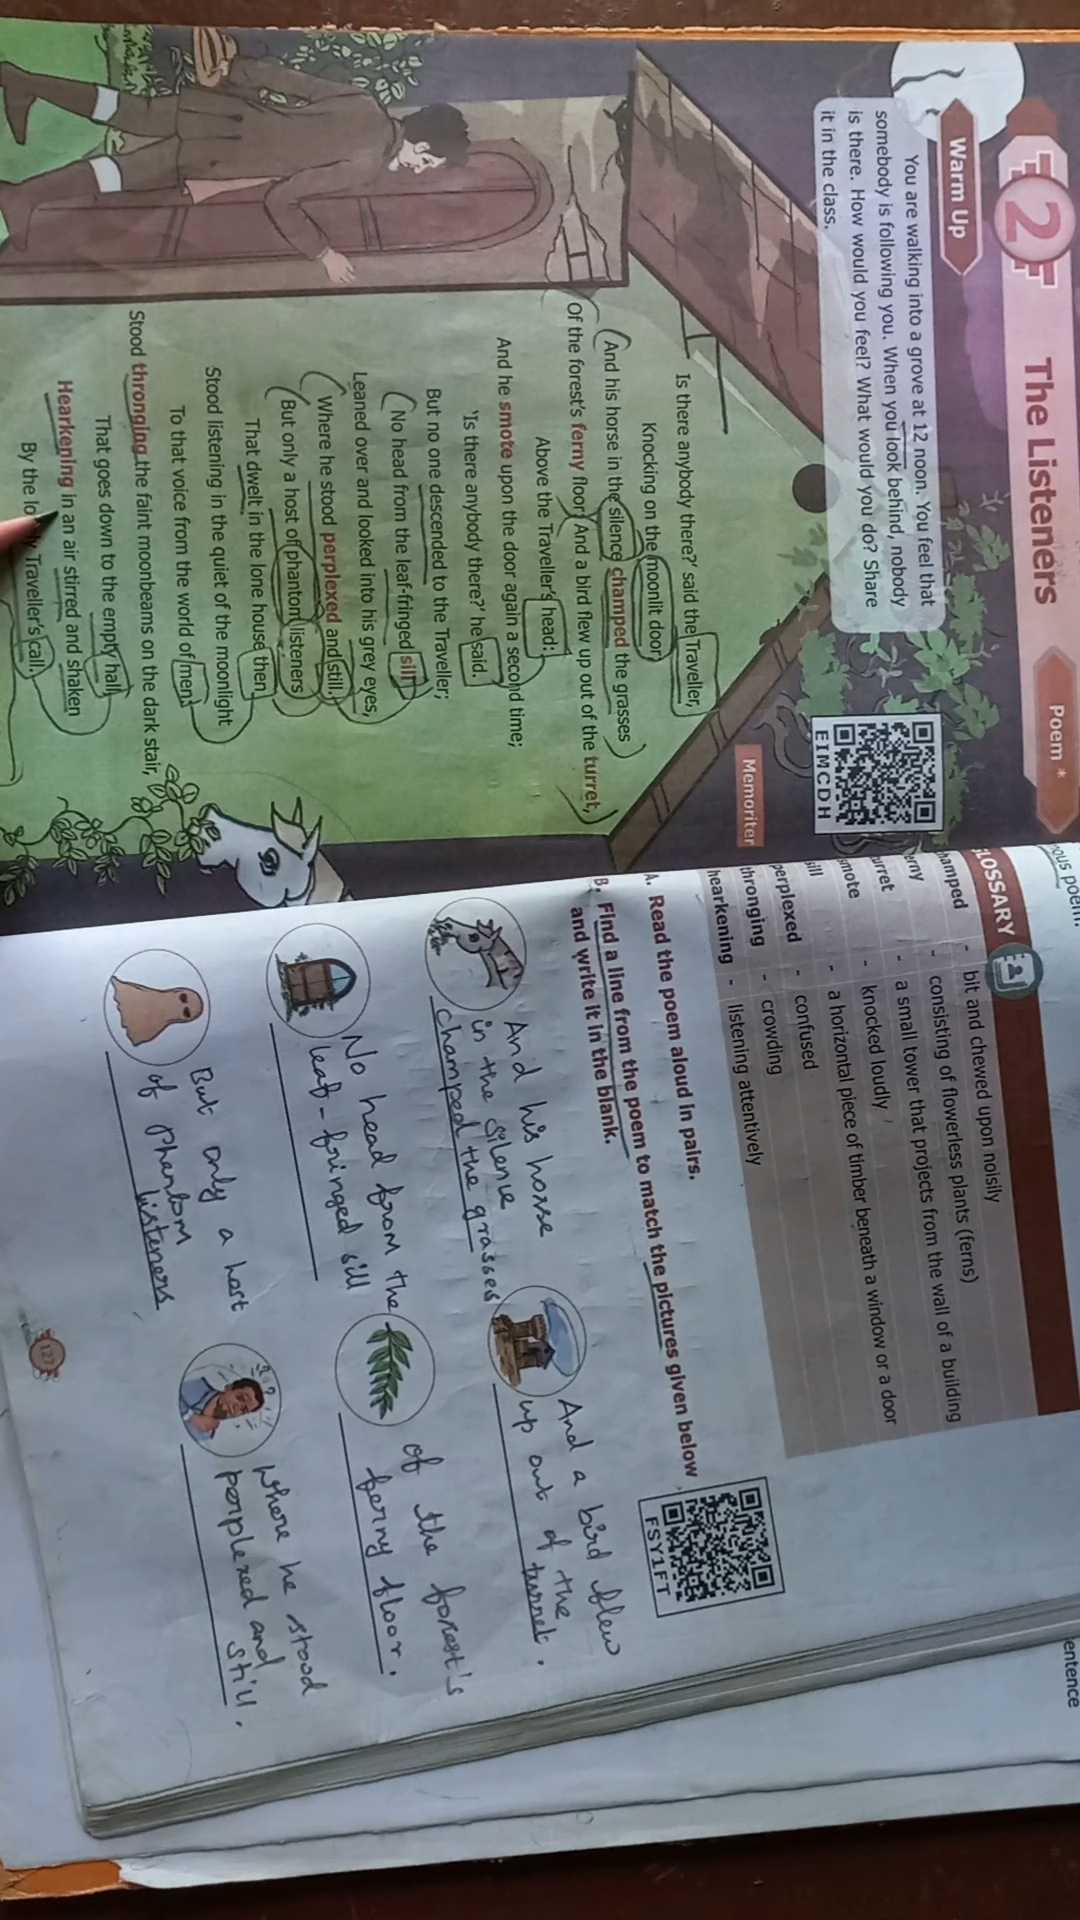 2
The Listeners
Poem *
Warm Up
You are walking into a grove at 12 noon. You feel that
somebody is following you. When you look behind, nobody
is there. How would you feel? What would you do? Share
it in the class.
EIMCDH
Memoriter
Is there anybody there?' said the Traveller,
Knocking on the moonlit door;
And his horse in the silence champed the grasses
Of the forest's ferny floor;
And a bird flew up out of the turret,
Above the Traveller's head:
And he smote upon the door again a second time;
'Is there anybody there?' he said.
But no one descended to the Traveller;
No head from the leaf-fringed sill
Leaned over and looked into his grey eyes,
Where he stood perplexed and still.
But only a host of phantom listeners
That dwelt in the lone house then
Stood listening in the quiet of the moonlight
To that voice from the world of men:
Stood thronging the faint moonbeams on the dark stair,
That goes down to the empty hall,
Hearkening in an air stirred and shaken
By the Traveller's call.
poem.
GLOSSARY
hamped - bit and chewed upon noisily
erny - consisting of flowerless plants (ferns)
urret - a small tower that projects from the wall of a building
smote - knocked loudly
sill - a horizontal piece of timber beneath a window or a door
perplexed - confused
thronging - crowding
hearkening - listening attentively
A. Read the poem aloud in pairs.
B. Find a line from the poem to match the pictures given below
and write it in the blank.
FSY1FT
And his horse
in the silence
champed the grasses
And a bird flew
up out of the
turret.
No head from the
leaf-fringed sill
of the forest's
ferny floor.
But only a host
of phantom
listeners
Where he stood
perplexed and
still.
127
entence